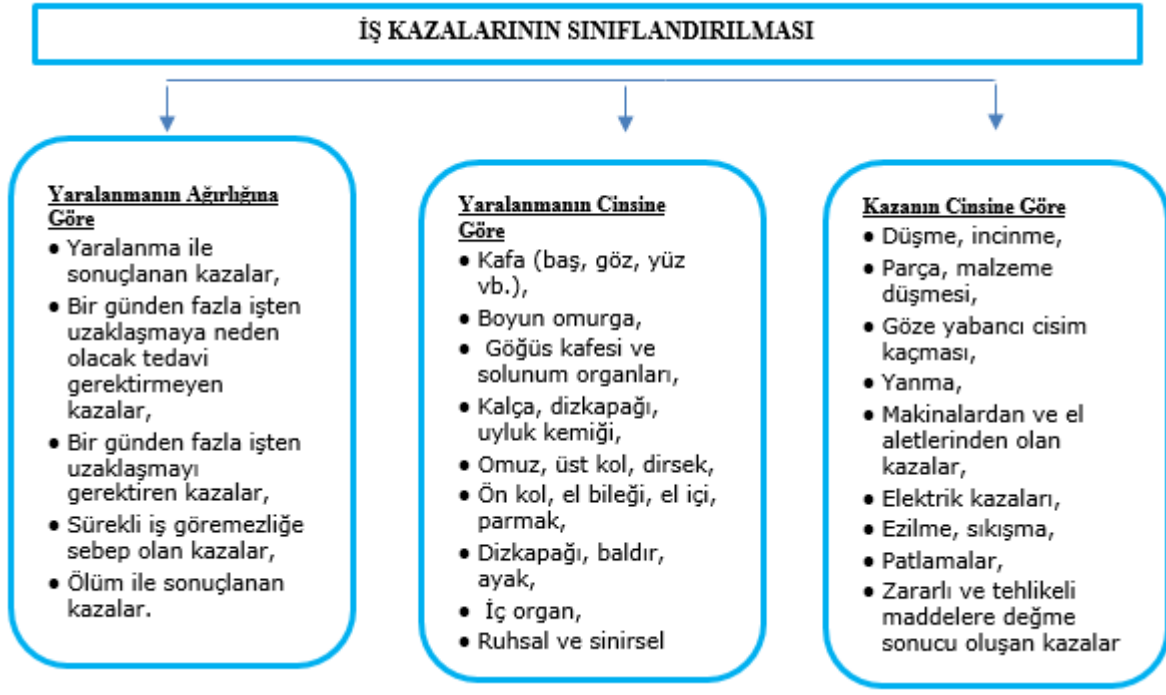 İŞ KAZALARININ SINIFLANDIRILMASI
Yaralanmanın Ağırlığına
Göre
● Yaralanma ile
sonuçlanan kazalar,
● Bir günden fazla işten
uzaklaşmaya neden
olacak tedavi
gerektirmeyen
kazalar,
● Bir günden fazla işten
uzaklaşmayı
gerektiren kazalar,
● Sürekli iş göremezliğe
sebep olan kazalar,
● Ölüm ile sonuçlanan
kazalar.
Yaralanmanın Cinsine
Göre
● Kafa (baş, göz, yüz
vb.),
● Boyun omurga,
● Göğüs kafesi ve
solunum organları,
● Kalça, dizkapağı,
uyluk kemiği,
● Omuz, üst kol, dirsek,
● Ön kol, el bileği, el içi,
parmak,
● Dizkapağı, baldır,
ayak,
● İç organ,
● Ruhsal ve sinirsel
Kazanın Cinsine Göre
● Düşme, incinme,
● Parça, malzeme
düşmesi,
● Göze yabancı cisim
kaçması,
● Yanma,
● Makinalardan ve el
aletlerinden olan
kazalar,
● Elektrik kazaları,
● Ezilme, sıkışma,
● Patlamalar,
● Zararlı ve tehlikeli
maddelere değme
sonucu oluşan kazalar